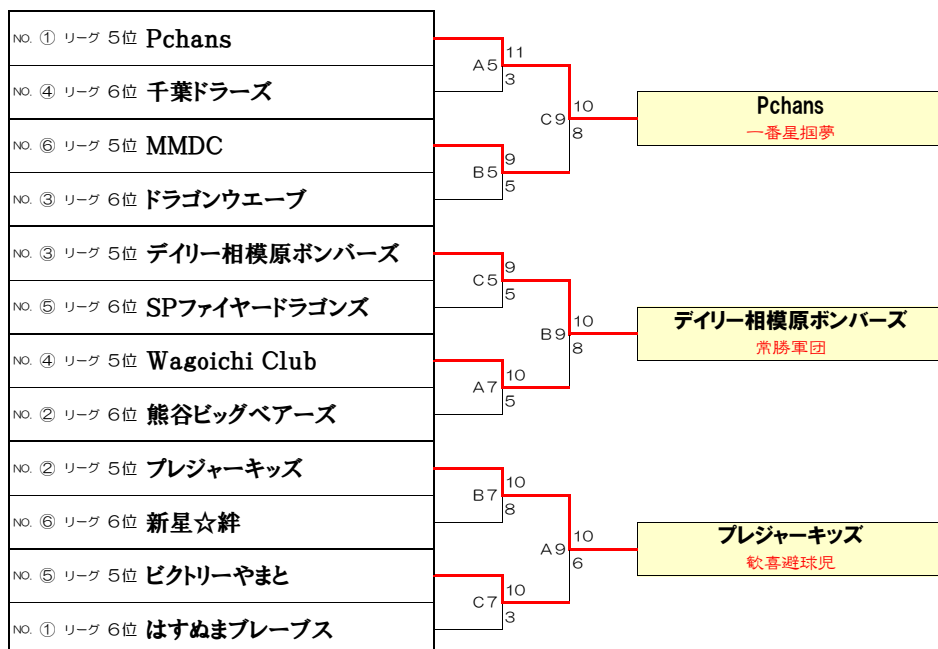 NO. ① リーグ 5位 Pchans
NO. ④ リーグ 6位 千葉ドラーズ
NO. ⑥ リーグ 5位 MMDC
NO. ③ リーグ 6位 ドラゴンウエーブ
NO. ③ リーグ 5位 デイリー相模原ボンバーズ
NO. ⑤ リーグ 6位 SPファイヤードラゴンズ
NO. ④ リーグ 5位 Wagoichi Club
NO. ② リーグ 6位 熊谷ビッグベアーズ
NO. ② リーグ 5位 プレジャーキッズ
NO. ⑥ リーグ 6位 新星☆絆
NO. ⑤ リーグ 5位 ビクトリーやまと
NO. ① リーグ 6位 はすぬまブレーブス
A5 11
3
B5 9
5
C5 9
5
A7 10
5
B7 10
8
C7 10
3
C9 10
8
B9 10
8
A9 10
6
Pchans
一番星掴夢
デイリー相模原ボンバーズ
常勝軍団
プレジャーキッズ
歓喜避球児